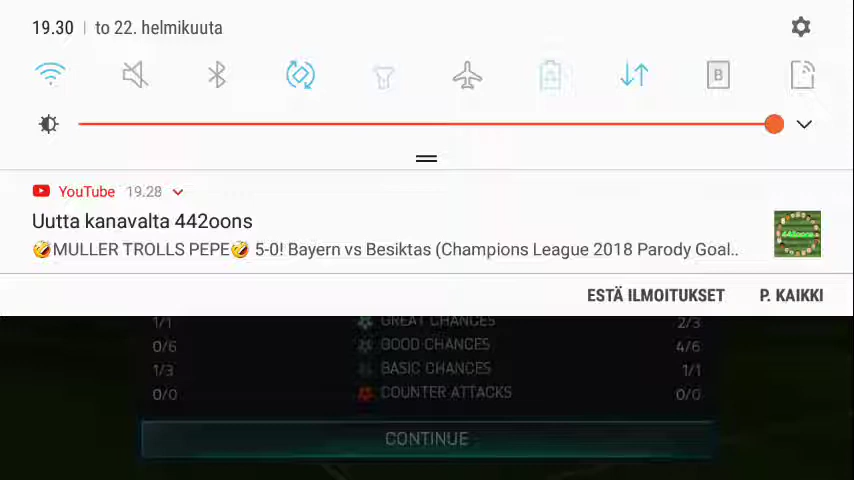 19.30 | to 22. helmikuuta
B
YouTube 19.28
Uutta kanavalta 442oons
🤣MULLER TROLLS PEPE🤣 5-0! Bayern vs Besiktas (Champions League 2018 Parody Goal..
442oons
ESTÄ ILMOITUKSET P. KAIKKI
1/1 GREAT CHANCES 2/3
0/6 GOOD CHANCES 4/6
1/3 BASIC CHANCES 1/1
0/0 COUNTER ATTACKS 0/0
CONTINUE